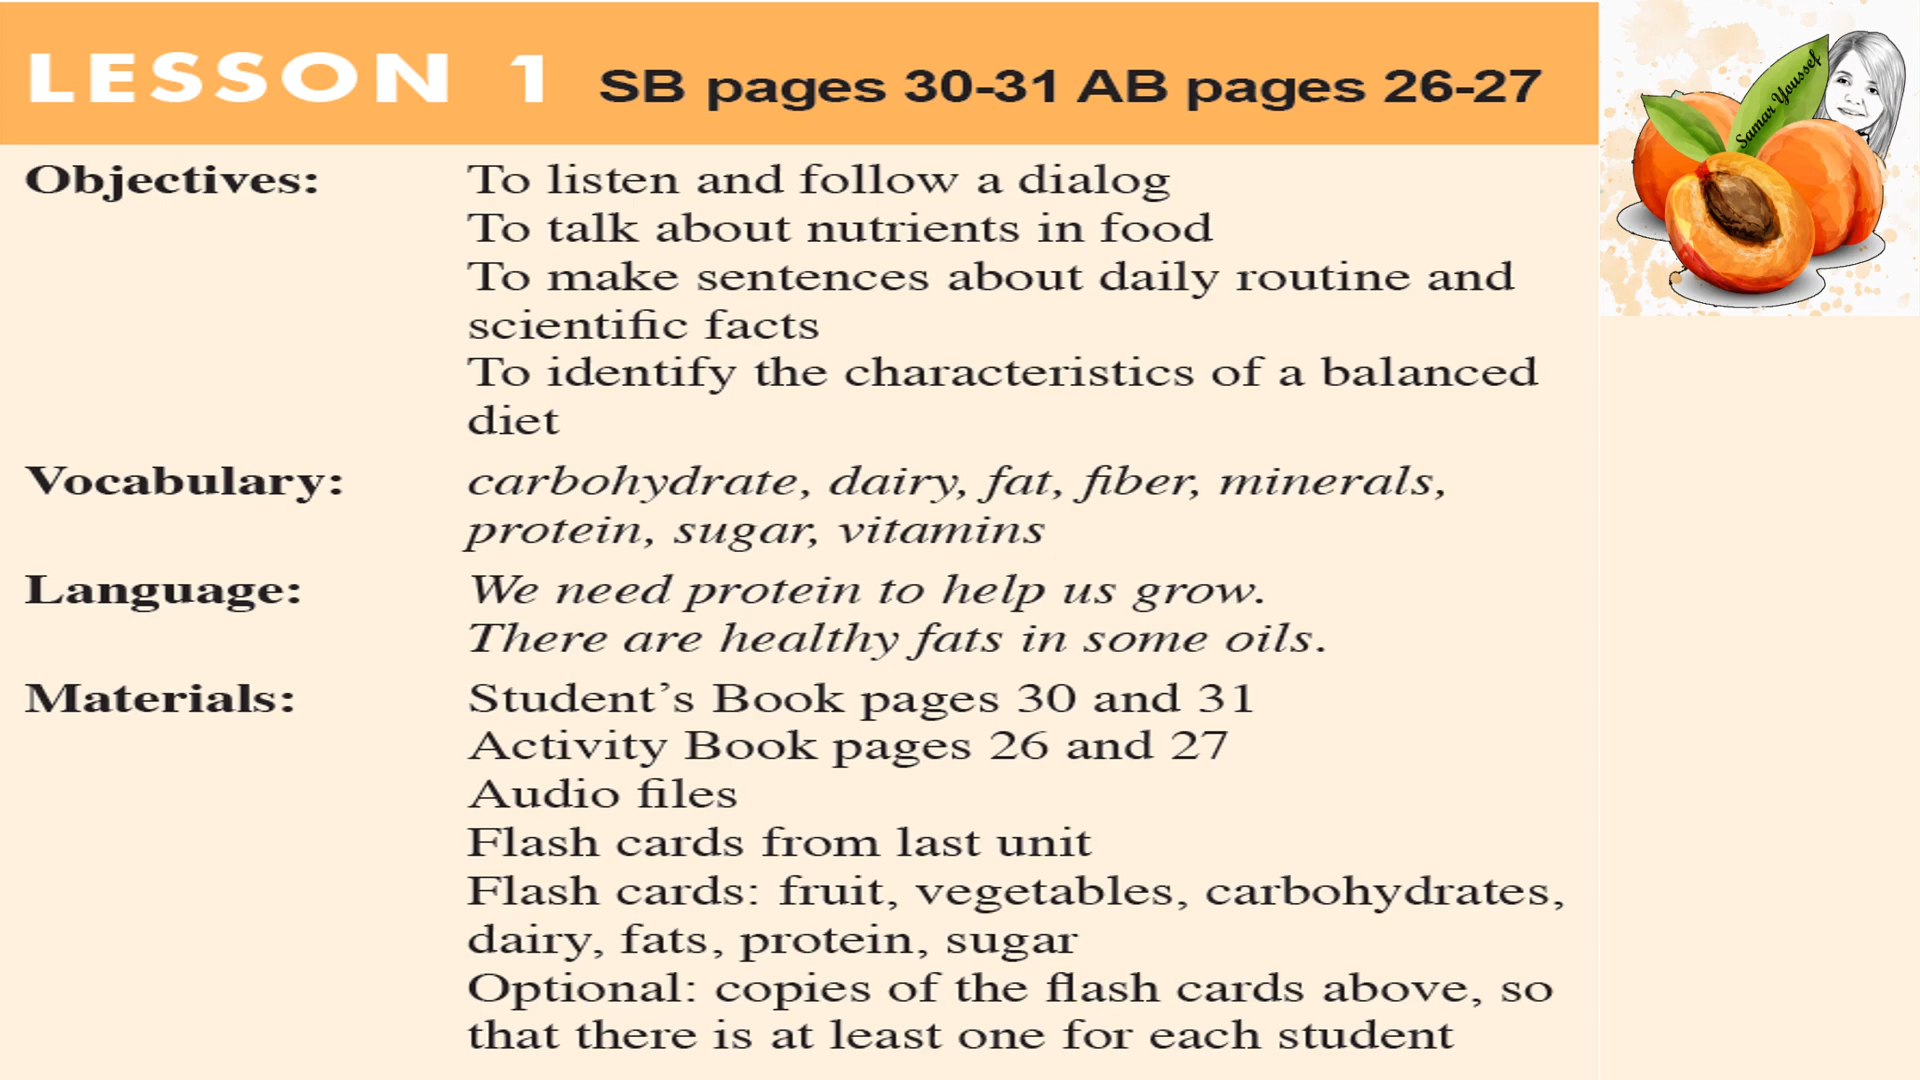 LESSON 1 SB pages 30-31 AB pages 26-27
Samar Youssef
Objectives: To listen and follow a dialog
To talk about nutrients in food
To make sentences about daily routine and
scientific facts
To identify the characteristics of a balanced
diet
Vocabulary: carbohydrate, dairy, fat, fiber, minerals,
protein, sugar, vitamins
Language: We need protein to help us grow.
There are healthy fats in some oils.
Materials: Student’s Book pages 30 and 31
Activity Book pages 26 and 27
Audio files
Flash cards from last unit
Flash cards: fruit, vegetables, carbohydrates,
dairy, fats, protein, sugar
Optional: copies of the flash cards above, so
that there is at least one for each student